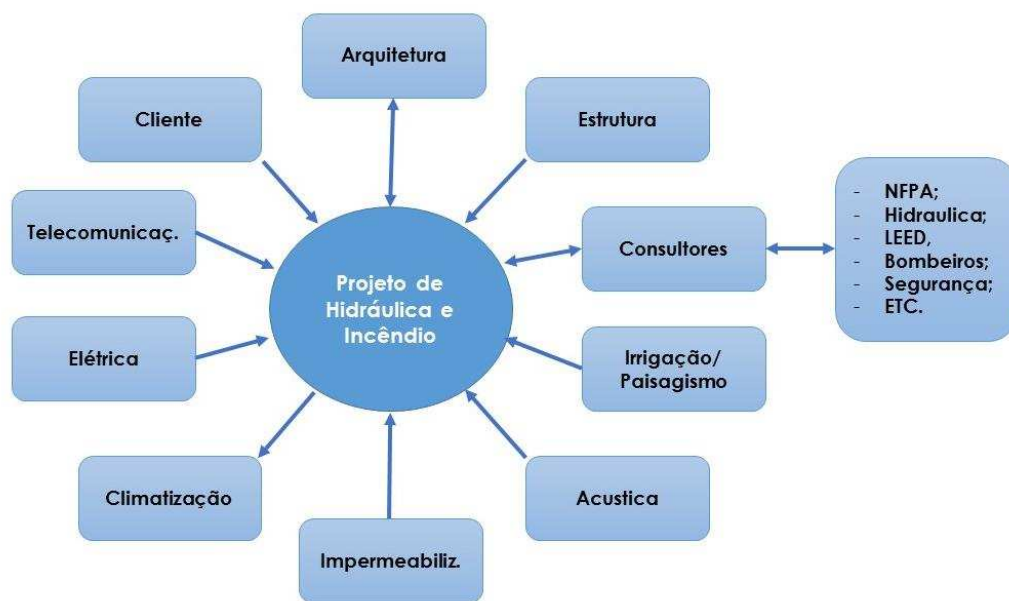 Arquitetura
Cliente
Estrutura
Telecomunicaç.
Consultores
- NFPA;
- Hidraulica;
- LEED,
- Bombeiros;
- Segurança;
- ETC.
Projeto de
Hidráulica e
Incêndio
Elétrica
Irrigação/
Paisagismo
Climatização
Acustica
Impermeabiliz.